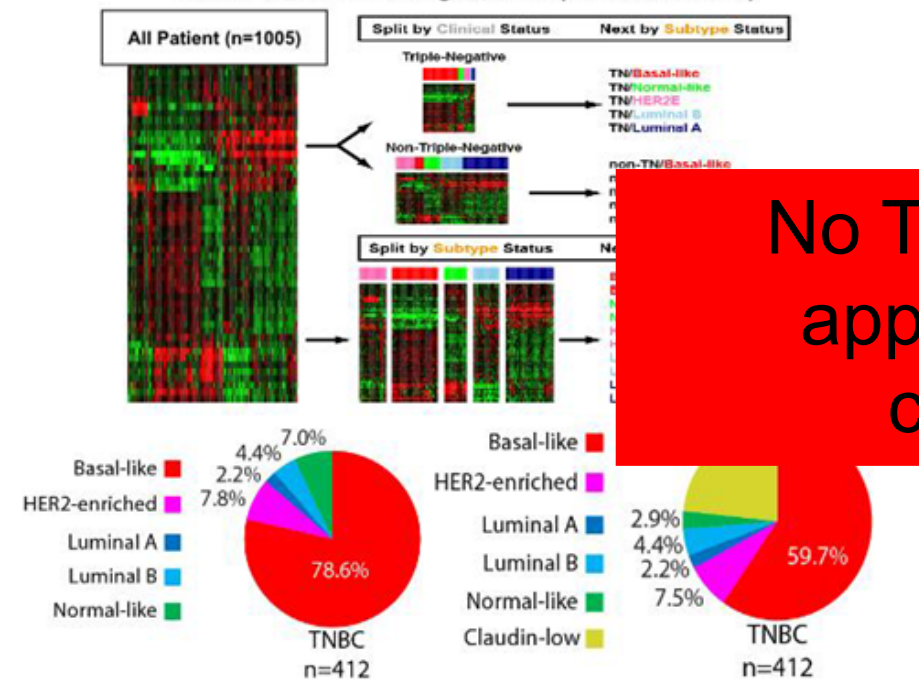 All Patient (n=1005)
Split by Clinical Status Next by Subtype Status
Triple-Negative
TN/Basal-like
TN/Normal-like
TN/HER2E
TN/Luminal B
TN/Luminal A
Non-Triple-Negative
non-TN/Basal-like
Split by Subtype Status
No T
app
c
Basal-like
HER2-enriched
Luminal A
Luminal B
Normal-like
7.0%
4.4%
2.2%
7.8%
78.6%
TNBC
n=412
Basal-like
HER2-enriched
Luminal A
Luminal B
Normal-like
Claudin-low
2.9%
4.4%
2.2%
7.5%
59.7%
TNBC
n=412